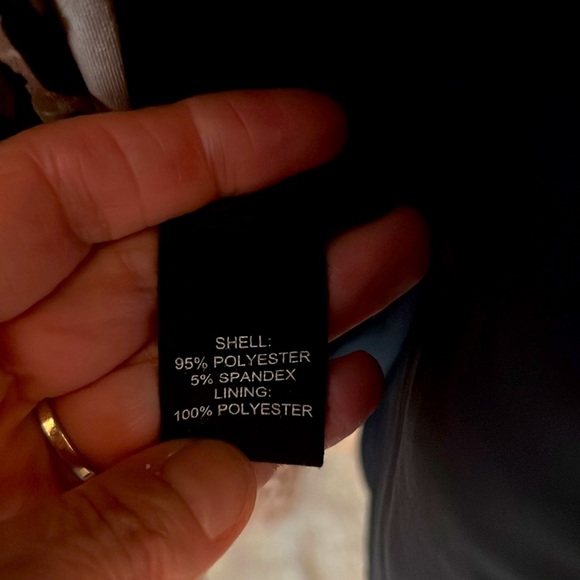 SHELL:
95% POLYESTER
5% SPANDEX
LINING:
100% POLYESTER